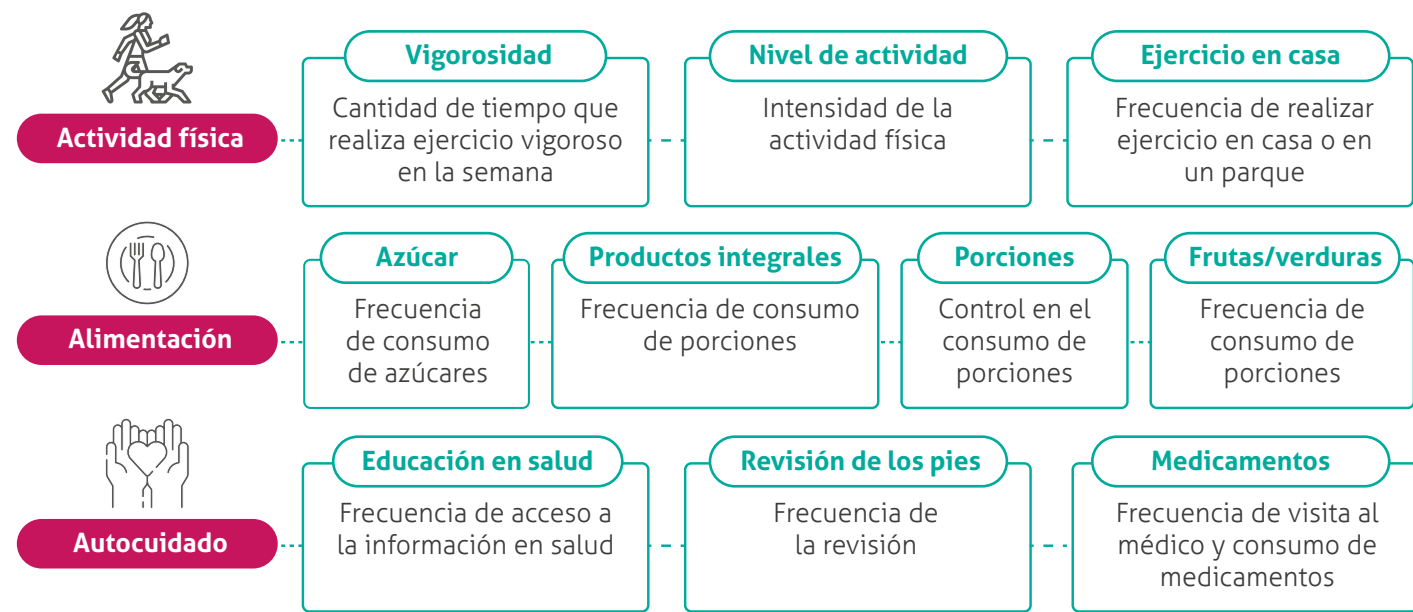 Actividad física
Vigorosidad
Cantidad de tiempo que
realiza ejercicio vigoroso
en la semana
Nivel de actividad
Intensidad de la
actividad física
Ejercicio en casa
Frecuencia de realizar
ejercicio en casa o en
un parque
Alimentación
Azúcar
Frecuencia
de consumo
de azúcares
Productos integrales
Frecuencia de consumo
de porciones
Porciones
Control en el
consumo de
porciones
Frutas/verduras
Frecuencia de
consumo de
porciones
Autocuidado
Educación en salud
Frecuencia de acceso a
la información en salud
Revisión de los pies
Frecuencia de
la revisión
Medicamentos
Frecuencia de visita al
médico y consumo de
medicamentos